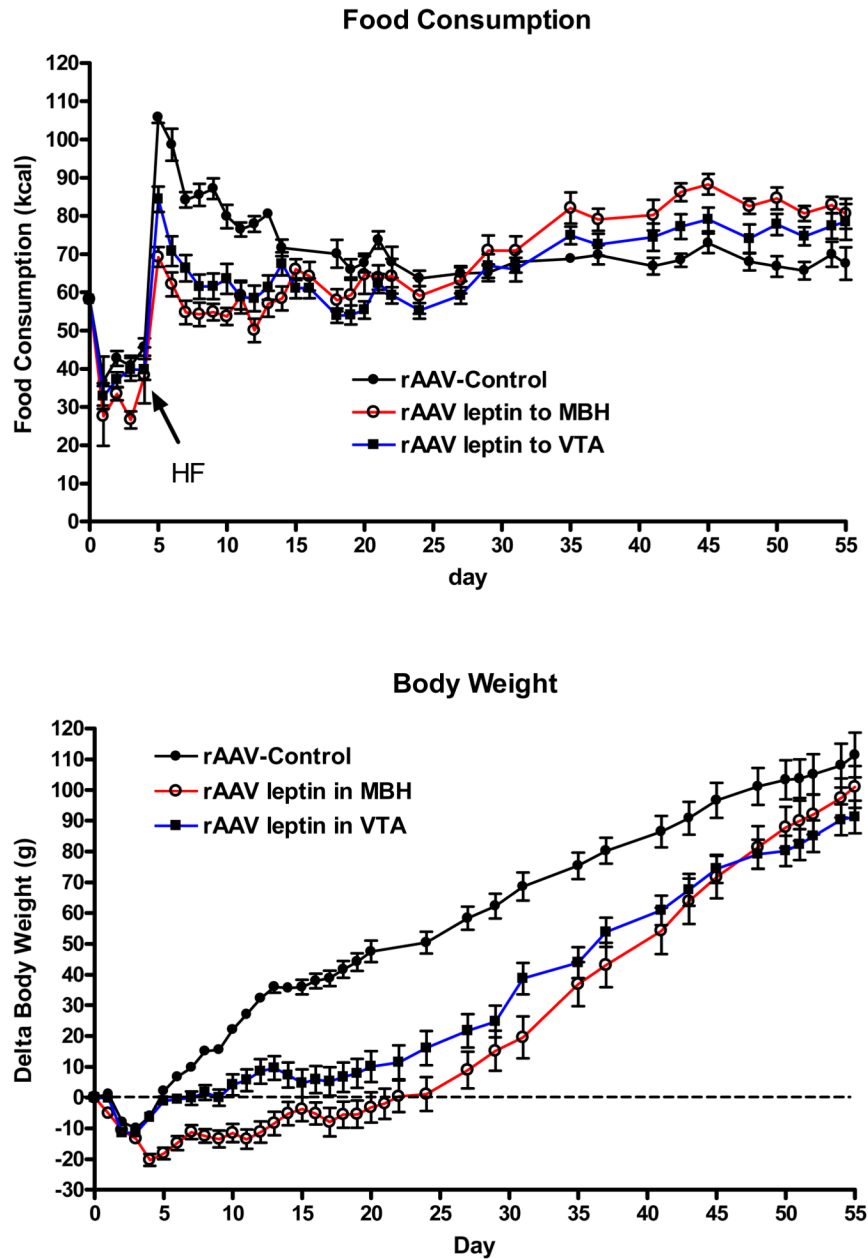 Food Consumption
120
110
100
90
80
70
60
50
40
30
20
10
0
Food Consumption (kcal)
rAAV-Control
rAAV leptin to MBH
rAAV leptin to VTA
HF
0 5 10 15 20 25 30 35 40 45 50 55
day
Body Weight
120
110
100
90
80
70
60
50
40
30
20
10
0
-10
-20
-30
Delta Body Weight (g)
rAAV-Control
rAAV leptin in MBH
rAAV leptin in VTA
0 5 10 15 20 25 30 35 40 45 50 55
Day